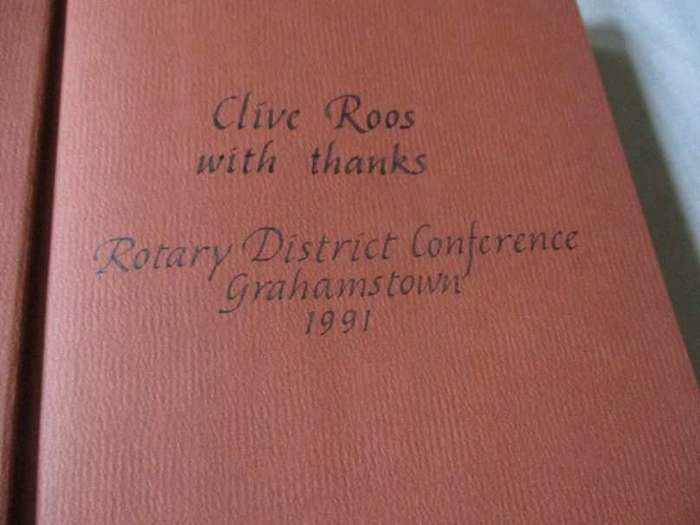 Clive Roos
with thanks
Rotary District Conference
Grahamstown
1991